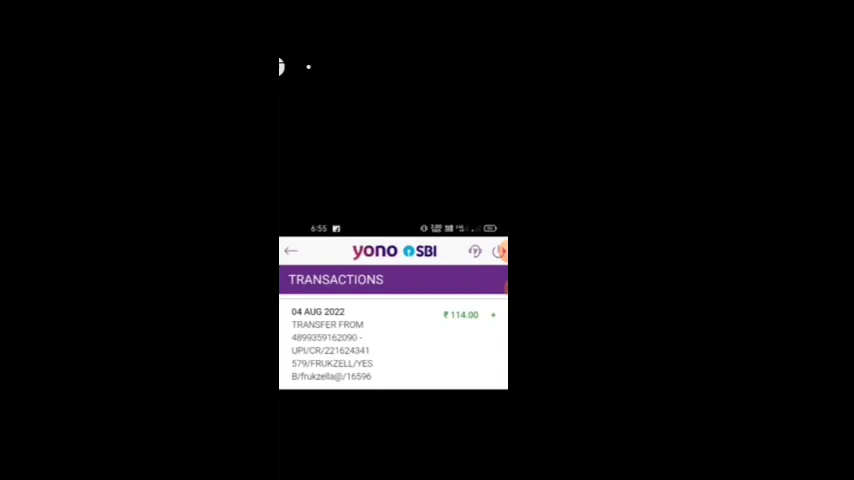 6:55
yono SBI
TRANSACTIONS
04 AUG 2022
₹ 114.00 +
TRANSFER FROM
4899359162090 -
UPI/CR/221624341
579/FRUKZELL/YES
B/frukzella@/16596